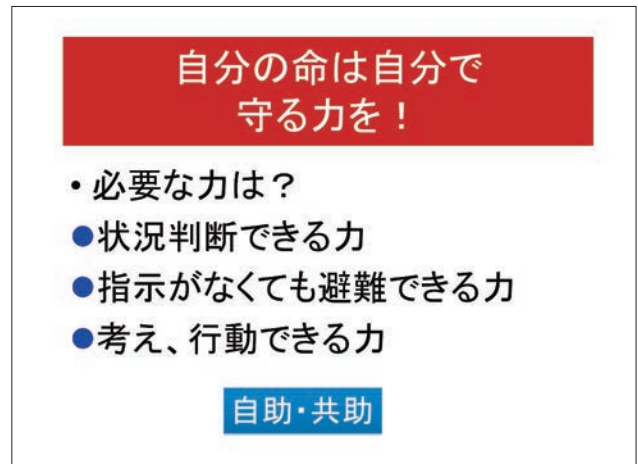 自分の命は自分で
守る力を！
・必要な力は？
●状況判断できる力
●指示がなくても避難できる力
●考え、行動できる力
自助・共助